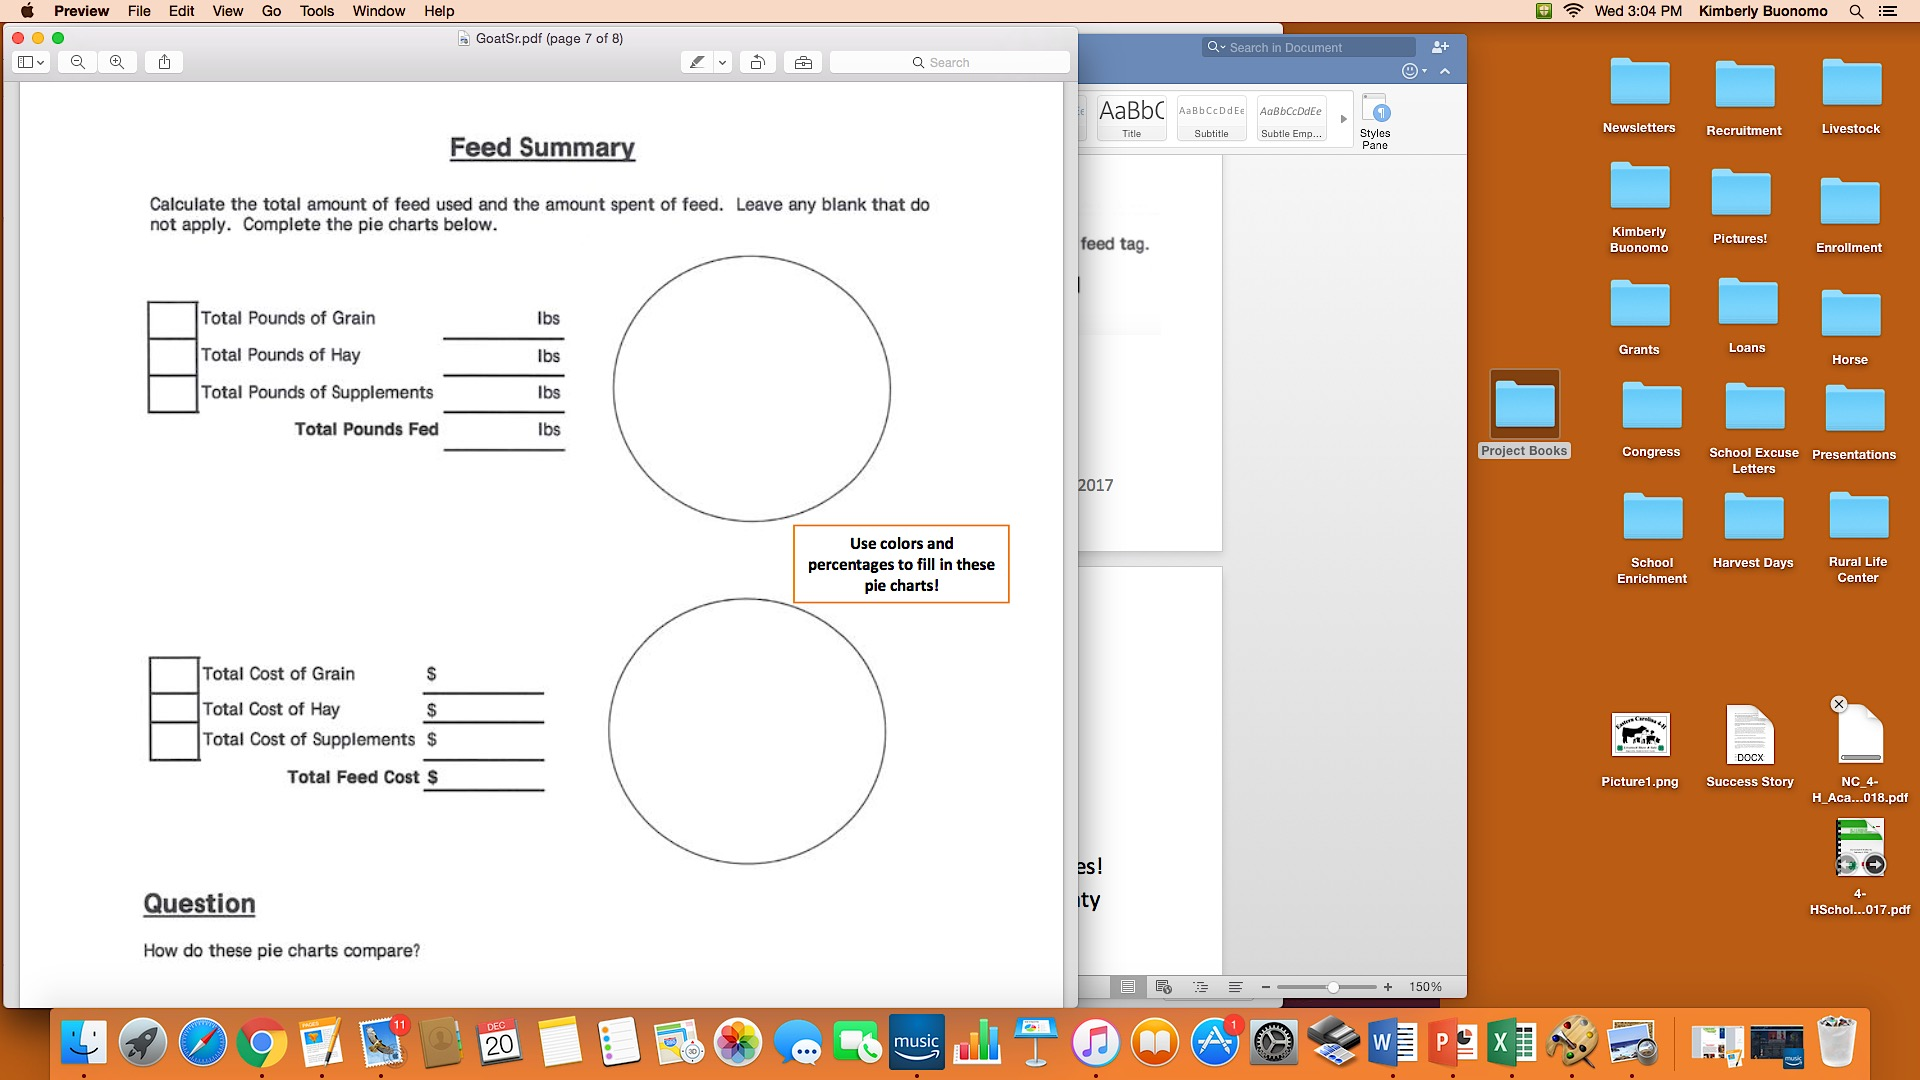 Preview File Edit View Go Tools Window Help
Wed 3:04 PM Kimberly Buonomo
GoatSr.pdf (page 7 of 8)
Search
Search in Document
AaBbC
AaBbCcDdEe
AaBbCcDdEe
Title
Subtitle
Subtle Emp...
Styles
Pane
Feed Summary
Calculate the total amount of feed used and the amount spent of feed. Leave any blank that do
not apply. Complete the pie charts below.
Total Pounds of Grain lbs
Total Pounds of Hay lbs
Total Pounds of Supplements lbs
Total Pounds Fed lbs
Use colors and
percentages to fill in these
pie charts!
Total Cost of Grain $
Total Cost of Hay $
Total Cost of Supplements $
Total Feed Cost $
Question
How do these pie charts compare?
feed tag.
2017
es!
nty
150%
Newsletters
Recruitment
Livestock
Kimberly
Buonomo
Pictures!
Enrollment
Grants
Loans
Horse
Project Books
Congress
School Excuse
Letters
Presentations
School
Enrichment
Harvest Days
Rural Life
Center
DOCX
Picture1.png
Success Story
NC_4-
H_Aca...018.pdf
4-
HSchol...017.pdf
PAGES
11
DEC
20
3D
music
1
W
P
X
music